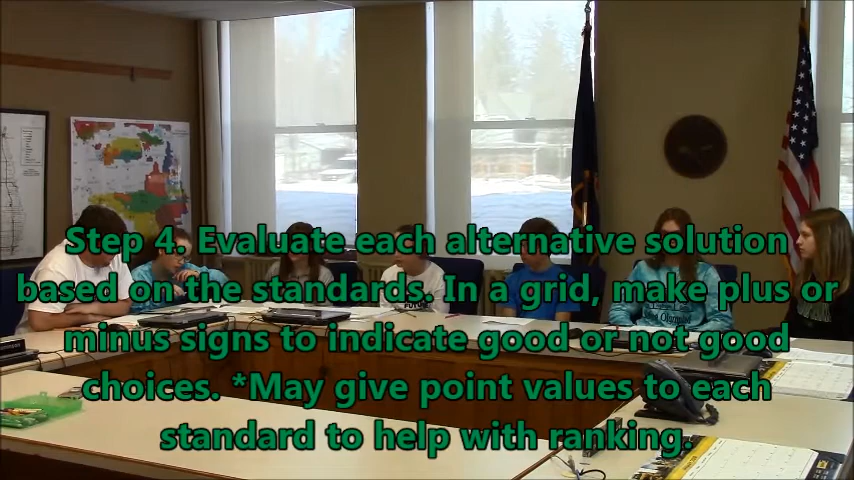 Step 4. Evaluate each alternative solution
based on the standards. In a grid, make plus or
minus signs to indicate good or not good
choices. *May give point values to each
standard to help with ranking.